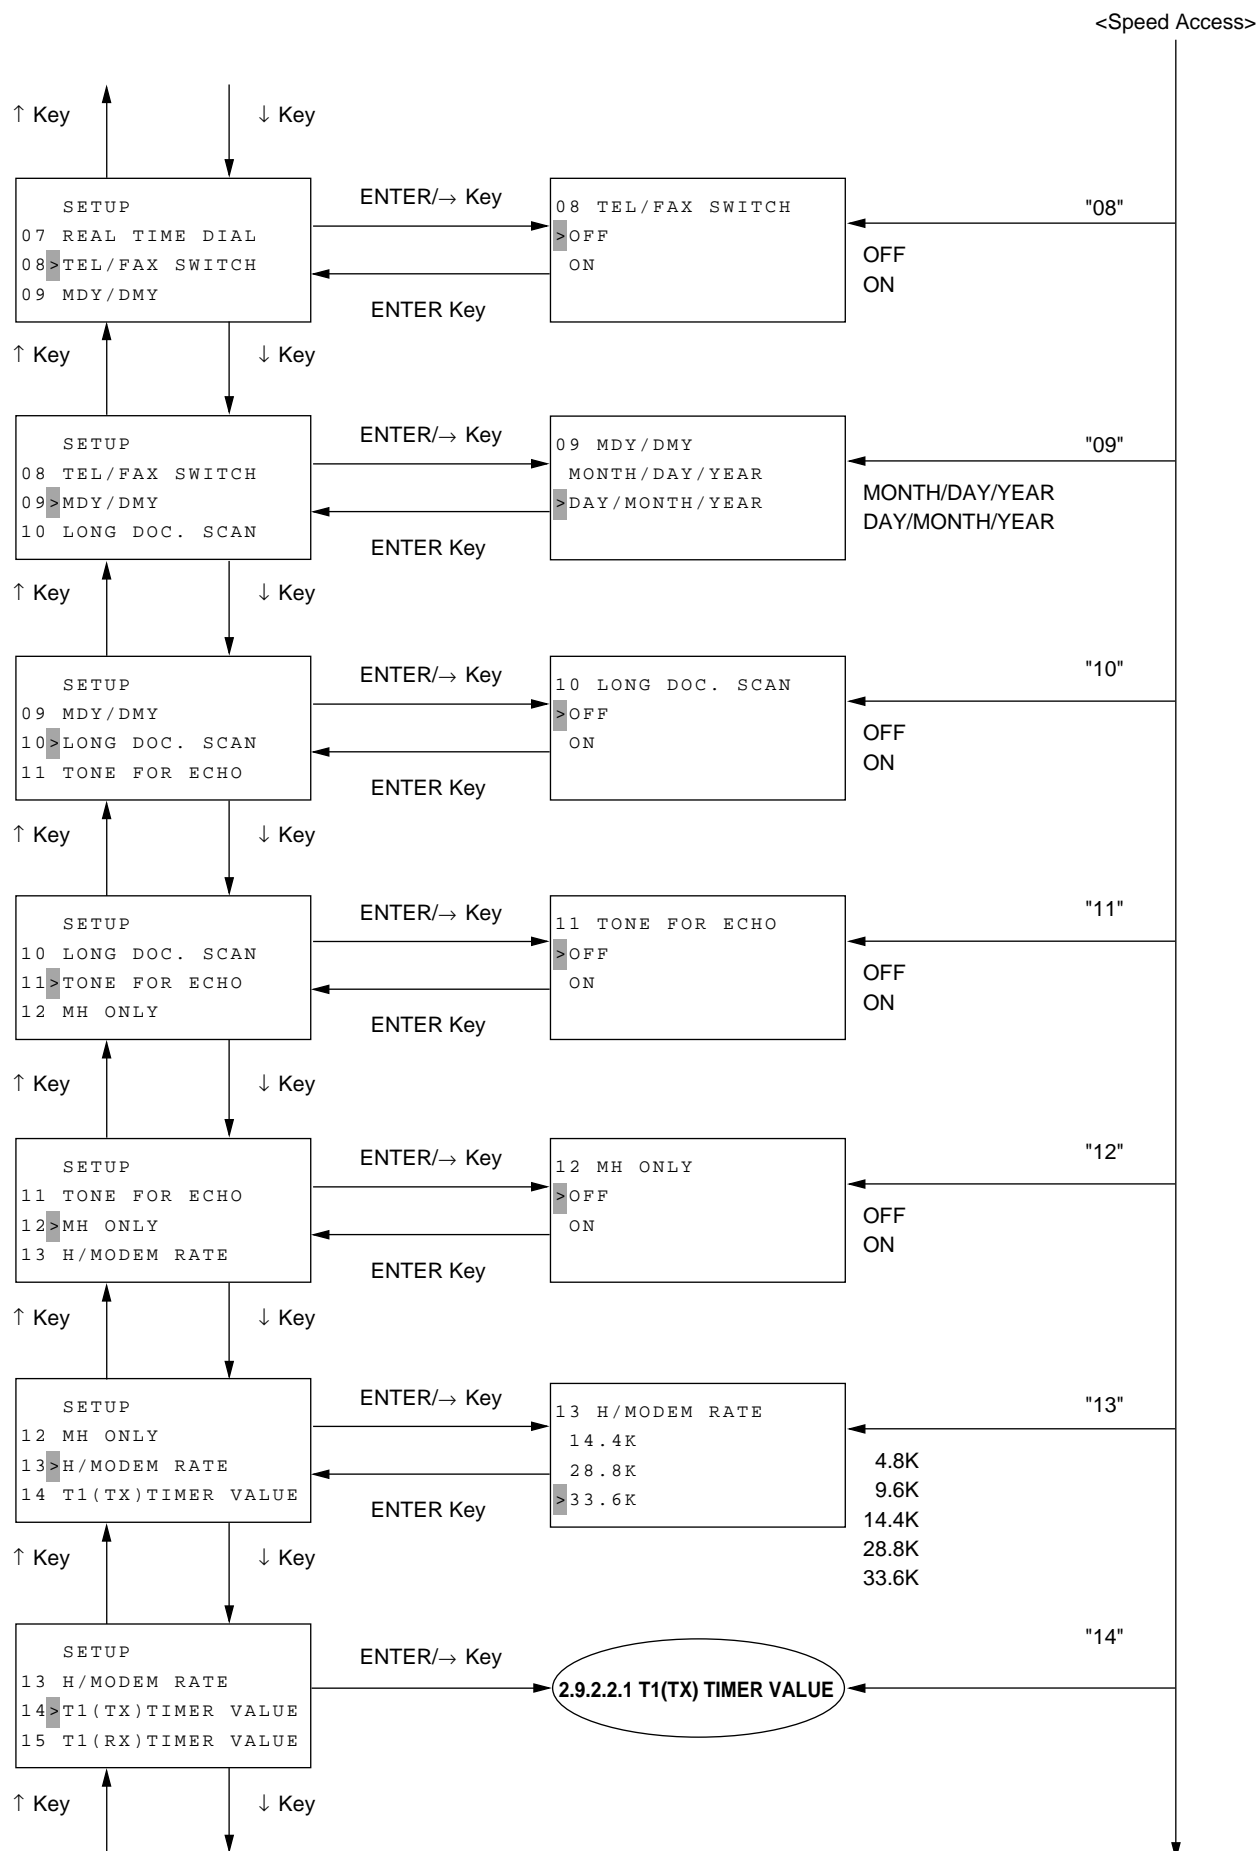 <Speed Access>
↑ Key
↓ Key
SETUP
07 REAL TIME DIAL
08>TEL/FAX SWITCH
09 MDY/DMY
ENTER/→ Key
ENTER Key
08 TEL/FAX SWITCH
>OFF
ON
"08"
OFF
ON
↑ Key
↓ Key
SETUP
08 TEL/FAX SWITCH
09>MDY/DMY
10 LONG DOC. SCAN
ENTER/→ Key
ENTER Key
09 MDY/DMY
MONTH/DAY/YEAR
>DAY/MONTH/YEAR
"09"
MONTH/DAY/YEAR
DAY/MONTH/YEAR
↑ Key
↓ Key
SETUP
09 MDY/DMY
10>LONG DOC. SCAN
11 TONE FOR ECHO
ENTER/→ Key
ENTER Key
10 LONG DOC. SCAN
>OFF
ON
"10"
OFF
ON
↑ Key
↓ Key
SETUP
10 LONG DOC. SCAN
11>TONE FOR ECHO
12 MH ONLY
ENTER/→ Key
ENTER Key
11 TONE FOR ECHO
>OFF
ON
"11"
OFF
ON
↑ Key
↓ Key
SETUP
11 TONE FOR ECHO
12>MH ONLY
13 H/MODEM RATE
ENTER/→ Key
ENTER Key
12 MH ONLY
>OFF
ON
"12"
OFF
ON
↑ Key
↓ Key
SETUP
12 MH ONLY
13>H/MODEM RATE
14 T1(TX)TIMER VALUE
ENTER/→ Key
ENTER Key
13 H/MODEM RATE
14.4K
28.8K
>33.6K
"13"
4.8K
9.6K
14.4K
28.8K
33.6K
↑ Key
↓ Key
SETUP
13 H/MODEM RATE
14>T1(TX)TIMER VALUE
15 T1(RX)TIMER VALUE
ENTER/→ Key
2.9.2.2.1 T1(TX) TIMER VALUE
"14"
↑ Key
↓ Key